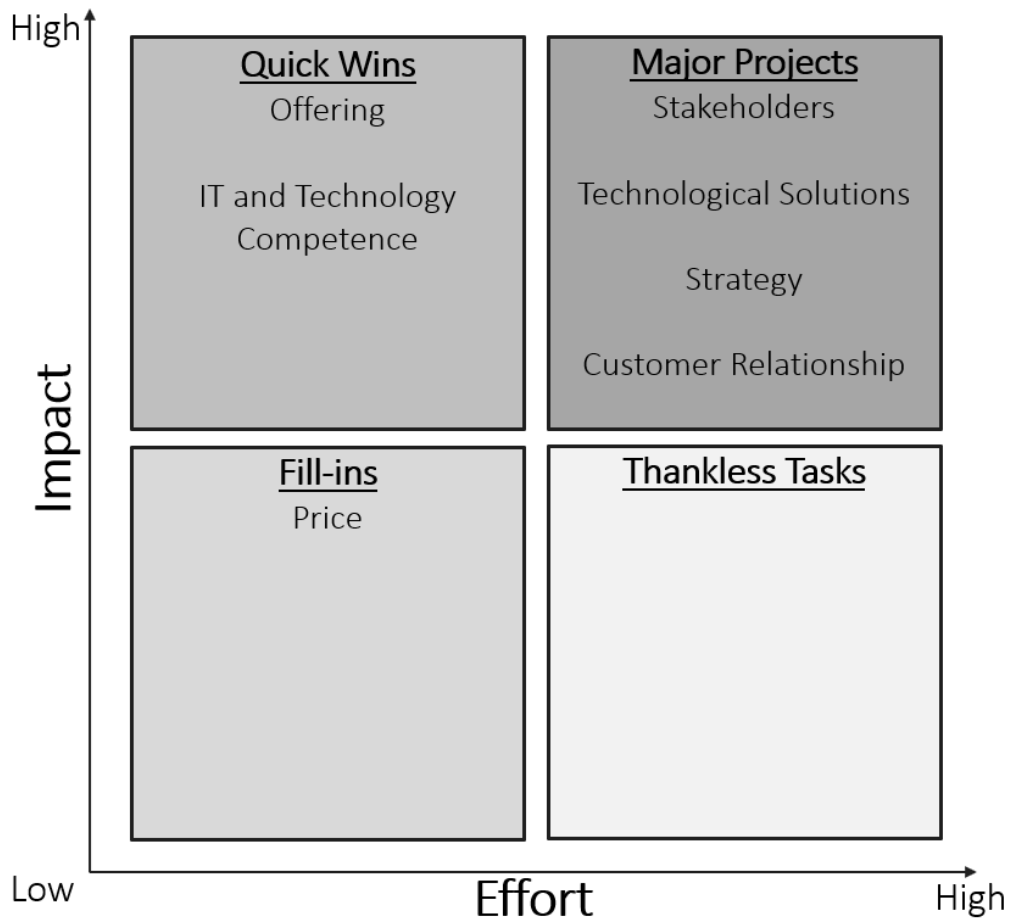 High
Quick Wins
Offering
IT and Technology
Competence
Major Projects
Stakeholders
Technological Solutions
Strategy
Customer Relationship
Impact
Fill-ins
Price
Thankless Tasks
Low
Effort
High